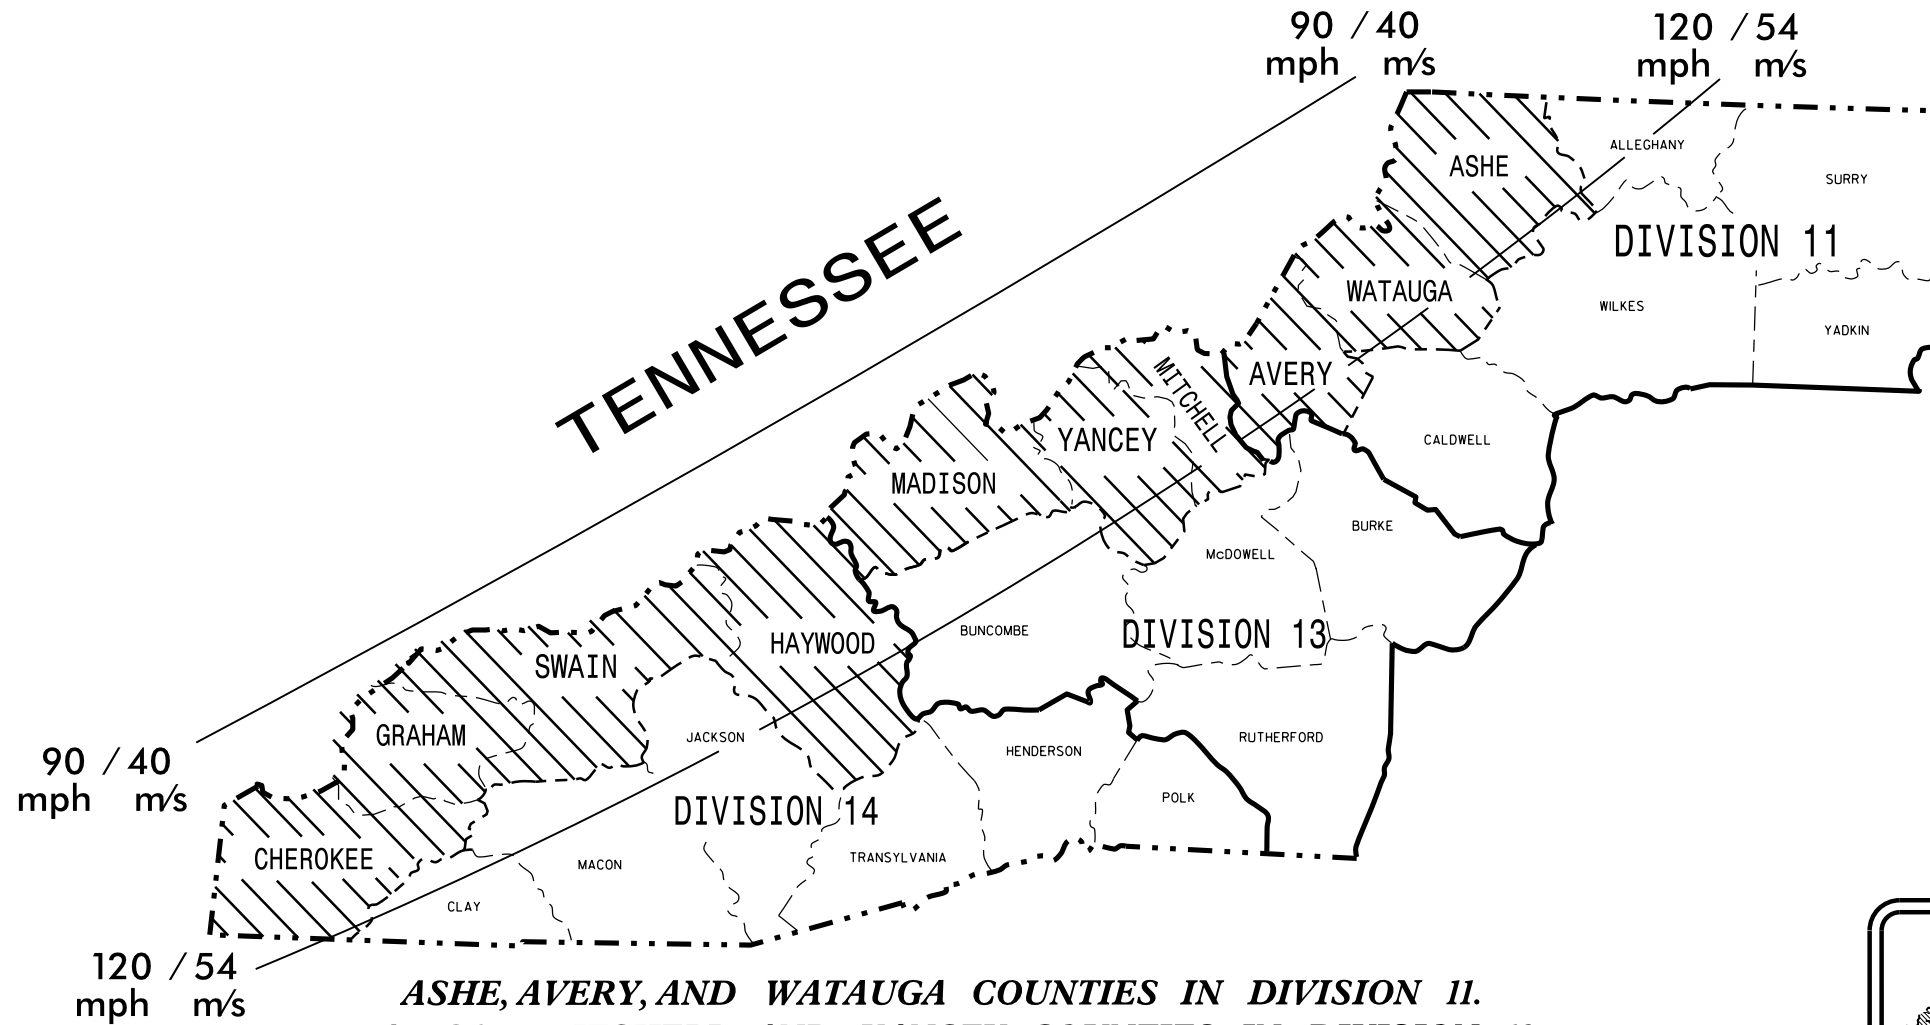 90 / 40
mph m/s
120 / 54
mph m/s
ALLEGHANY
ASHE
SURRY
TENNESSEE
DIVISION 11
WATAUGA
WILKES
YADKIN
MITCHELL
AVERY
YANCEY
CALDWELL
MADISON
BURKE
McDOWELL
BUNCOMBE
DIVISION 13
HAYWOOD
SWAIN
GRAHAM
JACKSON
RUTHERFORD
HENDERSON
90 / 40
mph m/s
POLK
DIVISION 14
CHEROKEE
MACON
TRANSYLVANIA
CLAY
120 / 54
mph m/s
ASHE, AVERY, AND WATAUGA COUNTIES IN DIVISION 11.